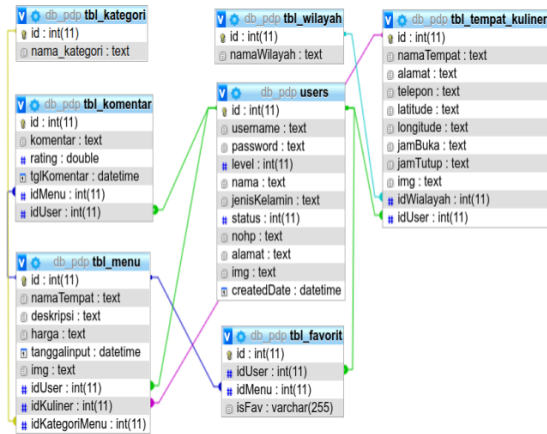 db_pdp tbl_kategori
id : int(11)
nama_kategori : text
db_pdp tbl_wilayah
id : int(11)
namaWilayah : text
db_pdp tbl_tempat_kuliner
id : int(11)
namaTempat : text
alamat : text
telepon : text
latitude : text
longitude : text
jamBuka : text
jamTutup : text
img : text
idWialayah : int(11)
idUser : int(11)
db_pdp tbl_komentar
id : int(11)
komentar : text
rating : double
tglKomentar : datetime
idMenu : int(11)
idUser : int(11)
db_pdp users
id : int(11)
username : text
password : text
level : int(11)
nama : text
jenisKelamin : text
status : int(11)
nohp : text
alamat : text
img : text
createdDate : datetime
db_pdp tbl_menu
id : int(11)
namaTempat : text
deskripsi : text
harga : text
tanggalinput : datetime
img : text
idUser : int(11)
idKuliner : int(11)
idKategoriMenu : int(11)
db_pdp tbl_favorit
id : int(11)
idUser : int(11)
idMenu : int(11)
isFav : varchar(255)